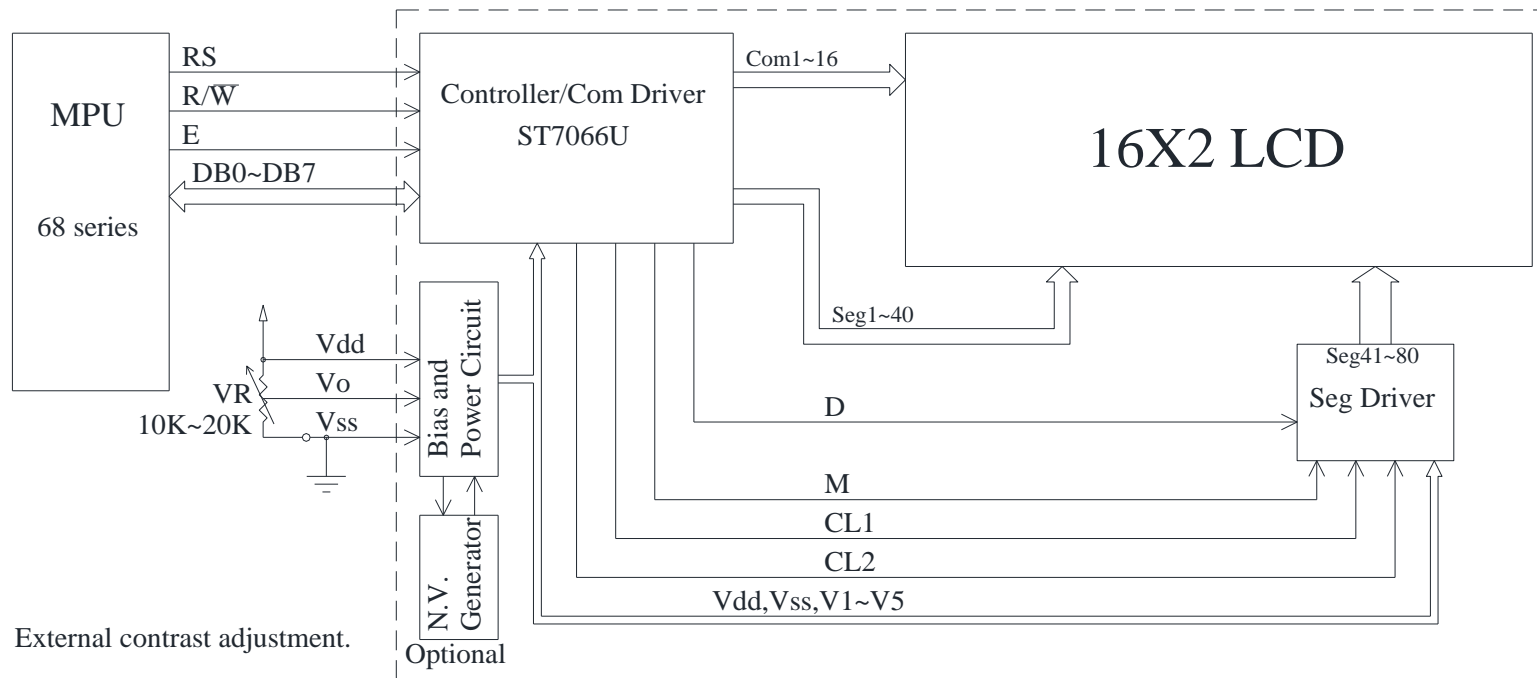 RS
R/W̅
E
DB0~DB7
MPU
68 series
Controller/Com Driver
ST7066U
Com1~16
16X2 LCD
Seg1~40
Seg41~80
Seg Driver
Vdd
Vo
Vss
VR
10K~20K
Bias and
Power Circuit
D
M
CL1
CL2
Vdd,Vss,V1~V5
N.V.
Generator
Optional
External contrast adjustment.